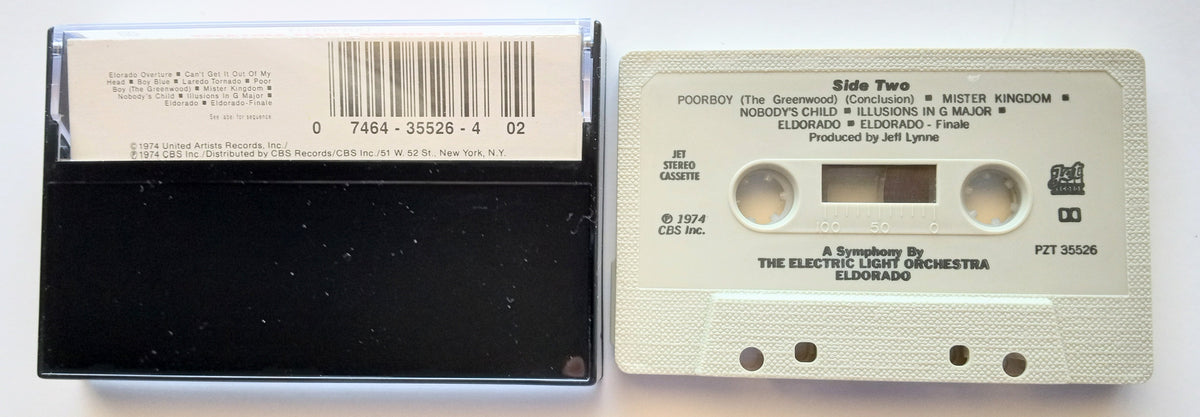 Elorado Overture ■ Can't Get It Out Of My
Head ■ Boy Blue ■ Laredo Tornado ■ Poor
Boy (The Greenwood) ■ Mister Kingdom ■
Nobody's Child ■ Illusions In G Major ■
Eldorado ■ Eldorado-Finale
See label for sequence.
0 7464 - 35526 - 4 02
©1974 United Artists Records, Inc./
℗1974 CBS Inc./Distributed by CBS Records/CBS Inc./51 W. 52 St., New York, N.Y.
Side Two
POORBOY (The Greenwood) (Conclusion) ■ MISTER KINGDOM ■
NOBODY'S CHILD ■ ILLUSIONS IN G MAJOR ■
ELDORADO ■ ELDORADO - Finale
Produced by Jeff Lynne
JET
STEREO
CASSETTE
Jet
RECORDS
℗ 1974
CBS Inc.
100 50 0
PZT 35526
A Symphony By
THE ELECTRIC LIGHT ORCHESTRA
ELDORADO